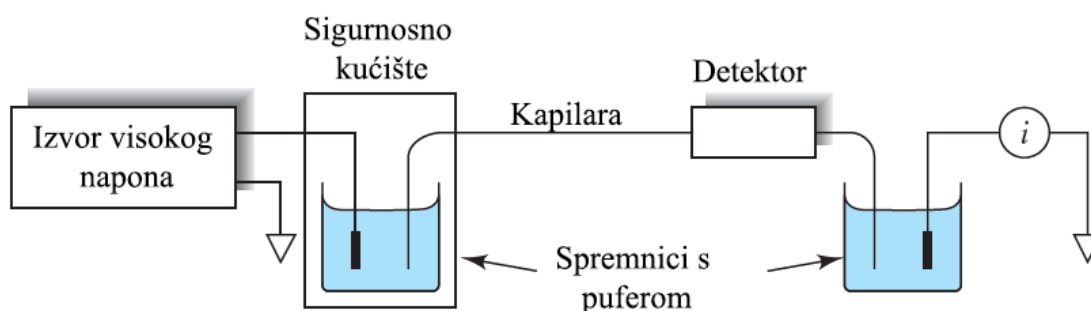 Sigurnosno
kućište
Detektor
Izvor visokog
napona
Kapilara
i
Spremnici s
puferom